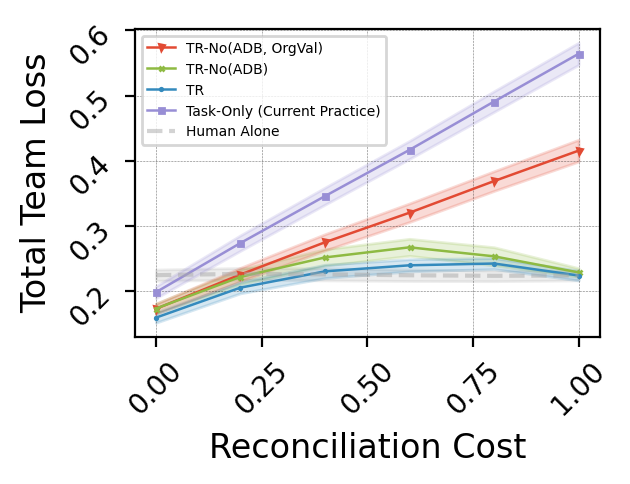 TR-No(ADB, OrgVal)
TR-No(ADB)
TR
Task-Only (Current Practice)
Human Alone
Total Team Loss
0.6
0.5
0.4
0.3
0.2
0.00
0.25
0.50
0.75
1.00
Reconciliation Cost